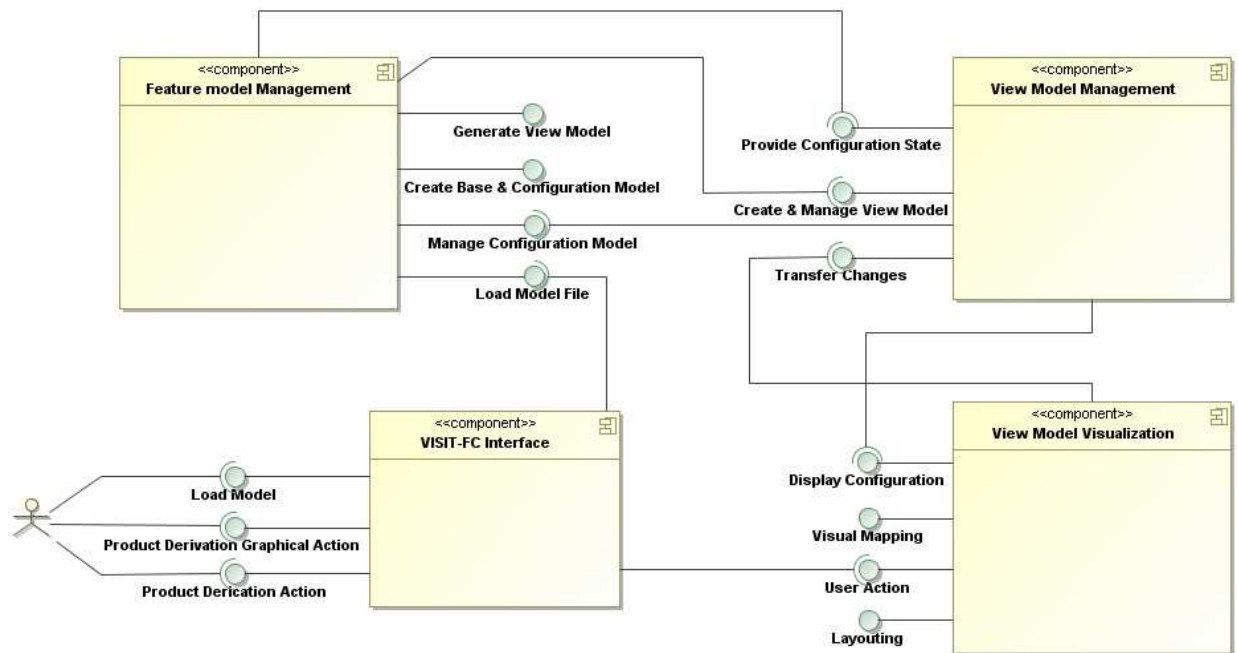 <<component>>
Feature model Management
<<component>>
View Model Management
Generate View Model
Provide Configuration State
Create Base & Configuration Model
Create & Manage View Model
Manage Configuration Model
Transfer Changes
Load Model File
<<component>>
VISIT-FC Interface
<<component>>
View Model Visualization
Load Model
Display Configuration
Product Derivation Graphical Action
Visual Mapping
Product Derication Action
User Action
Layouting